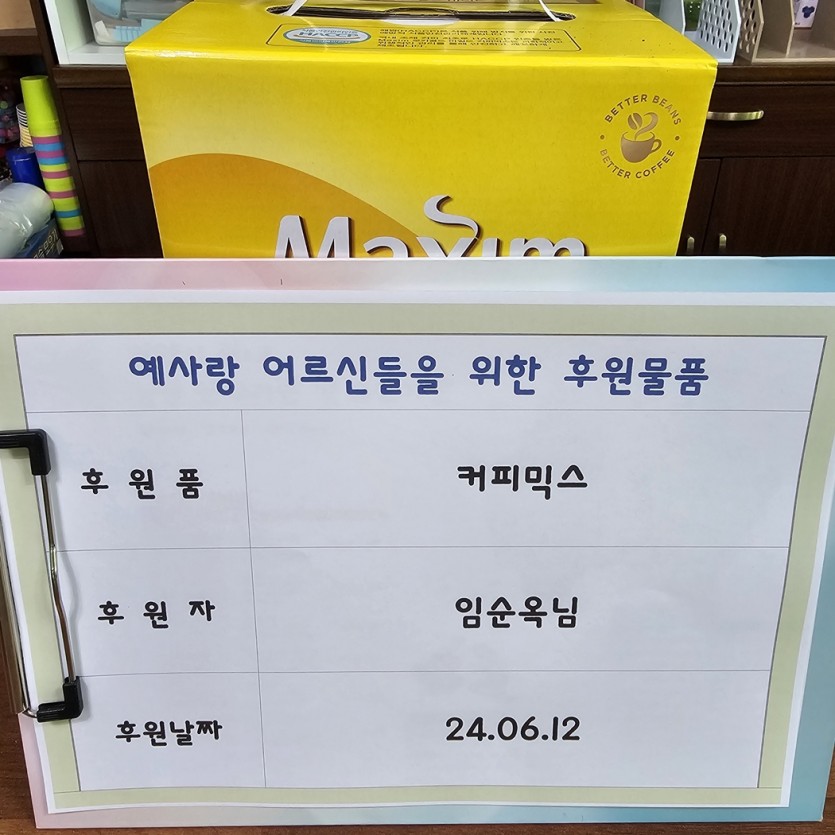 HACCP
BETTER BEANS
BETTER COFFEE
Maxim
예사랑 어르신들을 위한 후원물품
후 원 품
커피믹스
후 원 자
임순옥님
후원날짜
24.06.12